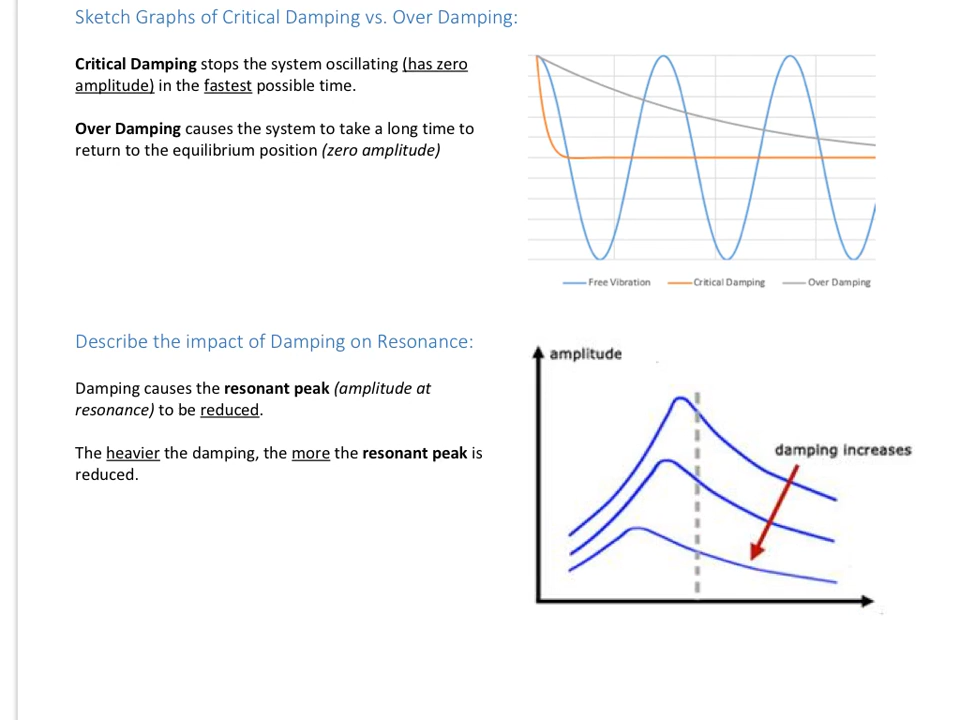 Sketch Graphs of Critical Damping vs. Over Damping:
Critical Damping stops the system oscillating (has zero
amplitude) in the fastest possible time.
Over Damping causes the system to take a long time to
return to the equilibrium position (zero amplitude)
Free Vibration Critical Damping Over Damping
Describe the impact of Damping on Resonance:
Damping causes the resonant peak (amplitude at
resonance) to be reduced.
The heavier the damping, the more the resonant peak is
reduced.
amplitude
damping increases